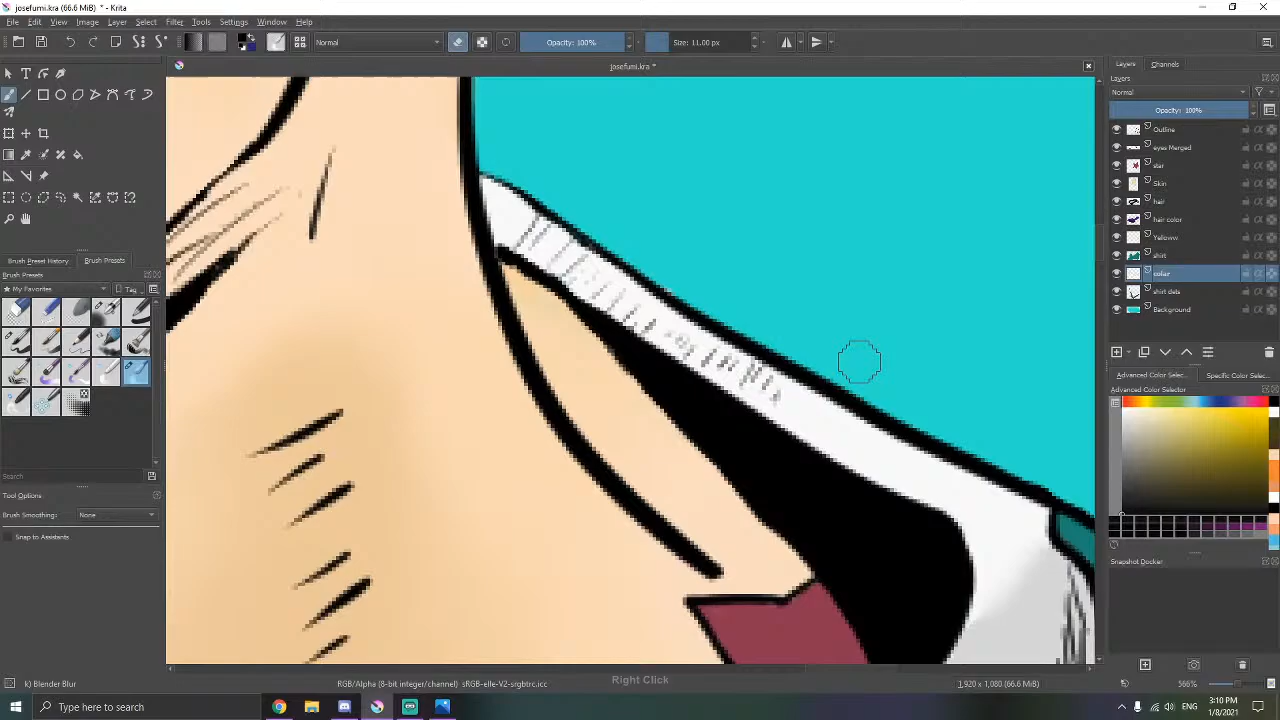 josefumi.kra (66.6 MiB) * - Krita
File Edit View Image Layer Select Filter Tools Settings Window Help
Normal Opacity: 100% Size: 11.00 px
josefumi.kra *
Layers Channels
Layers
Normal
Opacity: 100%
Outline
eyes Merged
star
Skin
hair
hair color
Yelloww
shirt
colar
shirt dets
Background
Brush Preset History Brush Presets
Brush Presets
My Favorites Tag
Search
Tool Options
Brush Smoothing: None
Snap to Assistants
Advanced Color Selec... Specific Color Selec...
Advanced Color Selector
Snapshot Docker
k) Blender Blur
RGB/Alpha (8-bit integer/channel) sRGB-elle-V2-srgbtrc.icc
Right Click
1,920 x 1,080 (66.6 MiB)
566%
Type here to search
ENG
3:10 PM
1/8/2021